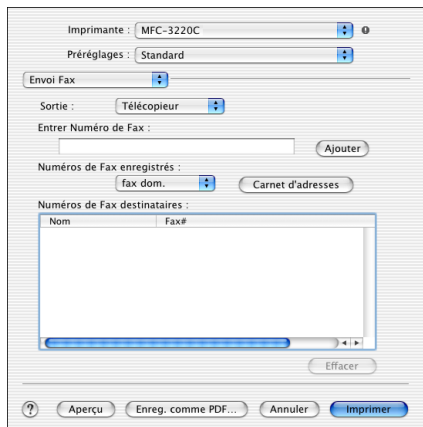 Imprimante : MFC-3220C
Préréglages : Standard
Envoi Fax
Sortie : Télécopieur
Entrer Numéro de Fax :
Ajouter
Numéros de Fax enregistrés :
fax dom. Carnet d'adresses
Numéros de Fax destinataires :
Nom Fax#
Effacer
? Aperçu Enreg. comme PDF... Annuler Imprimer